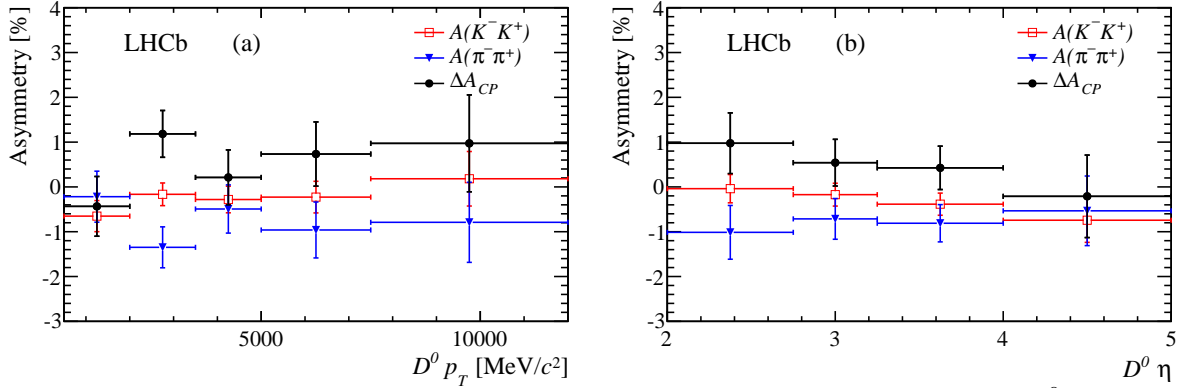 Asymmetry [%]
4
3
2
1
0
-1
-2
-3
LHCb (a)
A(K⁻K⁺)
A(π⁻π⁺)
ΔA_CP
5000 10000
D⁰ p_T [MeV/c²]
Asymmetry [%]
4
3
2
1
0
-1
-2
-3
LHCb (b)
A(K⁻K⁺)
A(π⁻π⁺)
ΔA_CP
2 3 4 5
D⁰ η